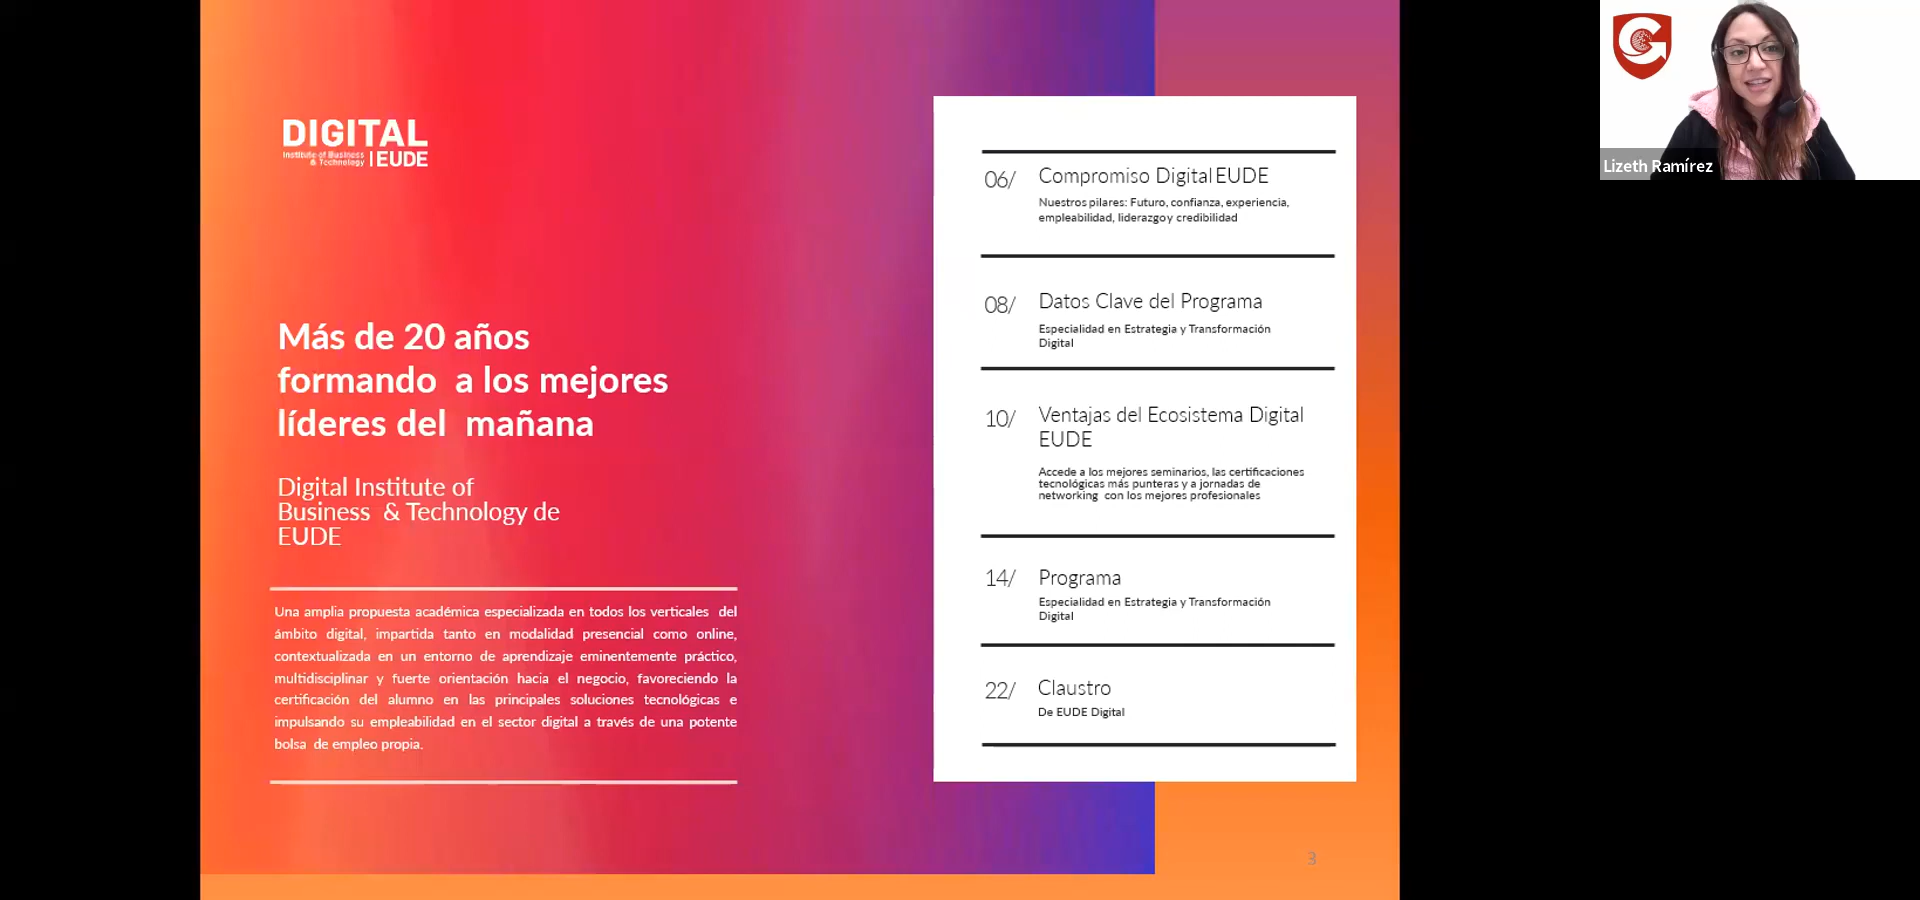 DIGITAL
Institute of Business
& Technology
|EUDE
Más de 20 años
formando a los mejores
líderes del mañana
Digital Institute of
Business & Technology de
EUDE
Una amplia propuesta académica especializada en todos los verticales del
ámbito digital, impartida tanto en modalidad presencial como online,
contextualizada en un entorno de aprendizaje eminentemente práctico,
multidisciplinar y fuerte orientación hacia el negocio, favoreciendo la
certificación del alumno en las principales soluciones tecnológicas e
impulsando su empleabilidad en el sector digital a través de una potente
bolsa de empleo propia.
06/ Compromiso Digital EUDE
Nuestros pilares: Futuro, confianza, experiencia,
empleabilidad, liderazgo y credibilidad
08/ Datos Clave del Programa
Especialidad en Estrategia y Transformación
Digital
10/ Ventajas del Ecosistema Digital
EUDE
Accede a los mejores seminarios, las certificaciones
tecnológicas más punteras y a jornadas de
networking con los mejores profesionales
14/ Programa
Especialidad en Estrategia y Transformación
Digital
22/ Claustro
De EUDE Digital
3
G
Lizeth Ramírez